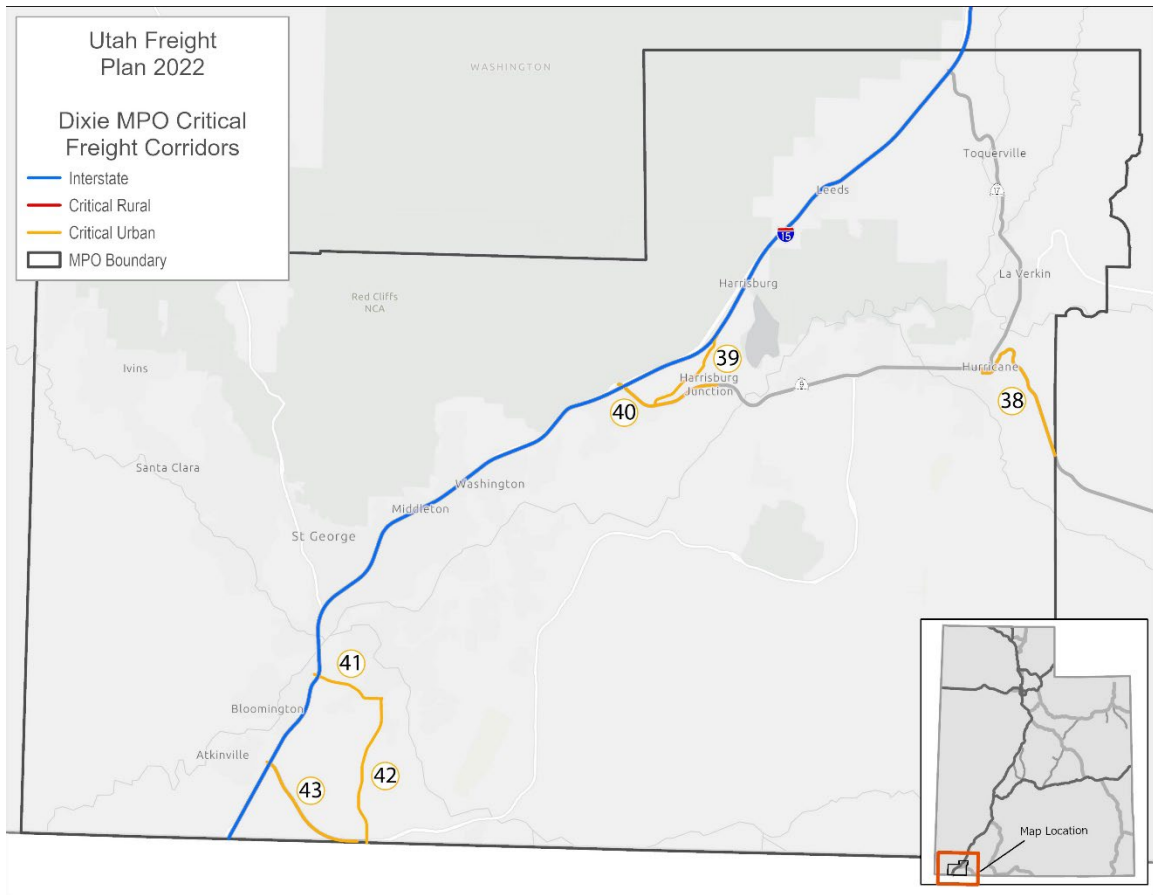 Utah Freight
Plan 2022
Dixie MPO Critical
Freight Corridors
Interstate
Critical Rural
Critical Urban
MPO Boundary
WASHINGTON
Toquerville
17
Leeds
15
La Verkin
Harrisburg
Red Cliffs
NCA
39
Ivins
Harrisburg
Junction
9
Hurricane
38
40
Santa Clara
Washington
Middleton
St George
41
Bloomington
Atkinville
42
43
Map Location